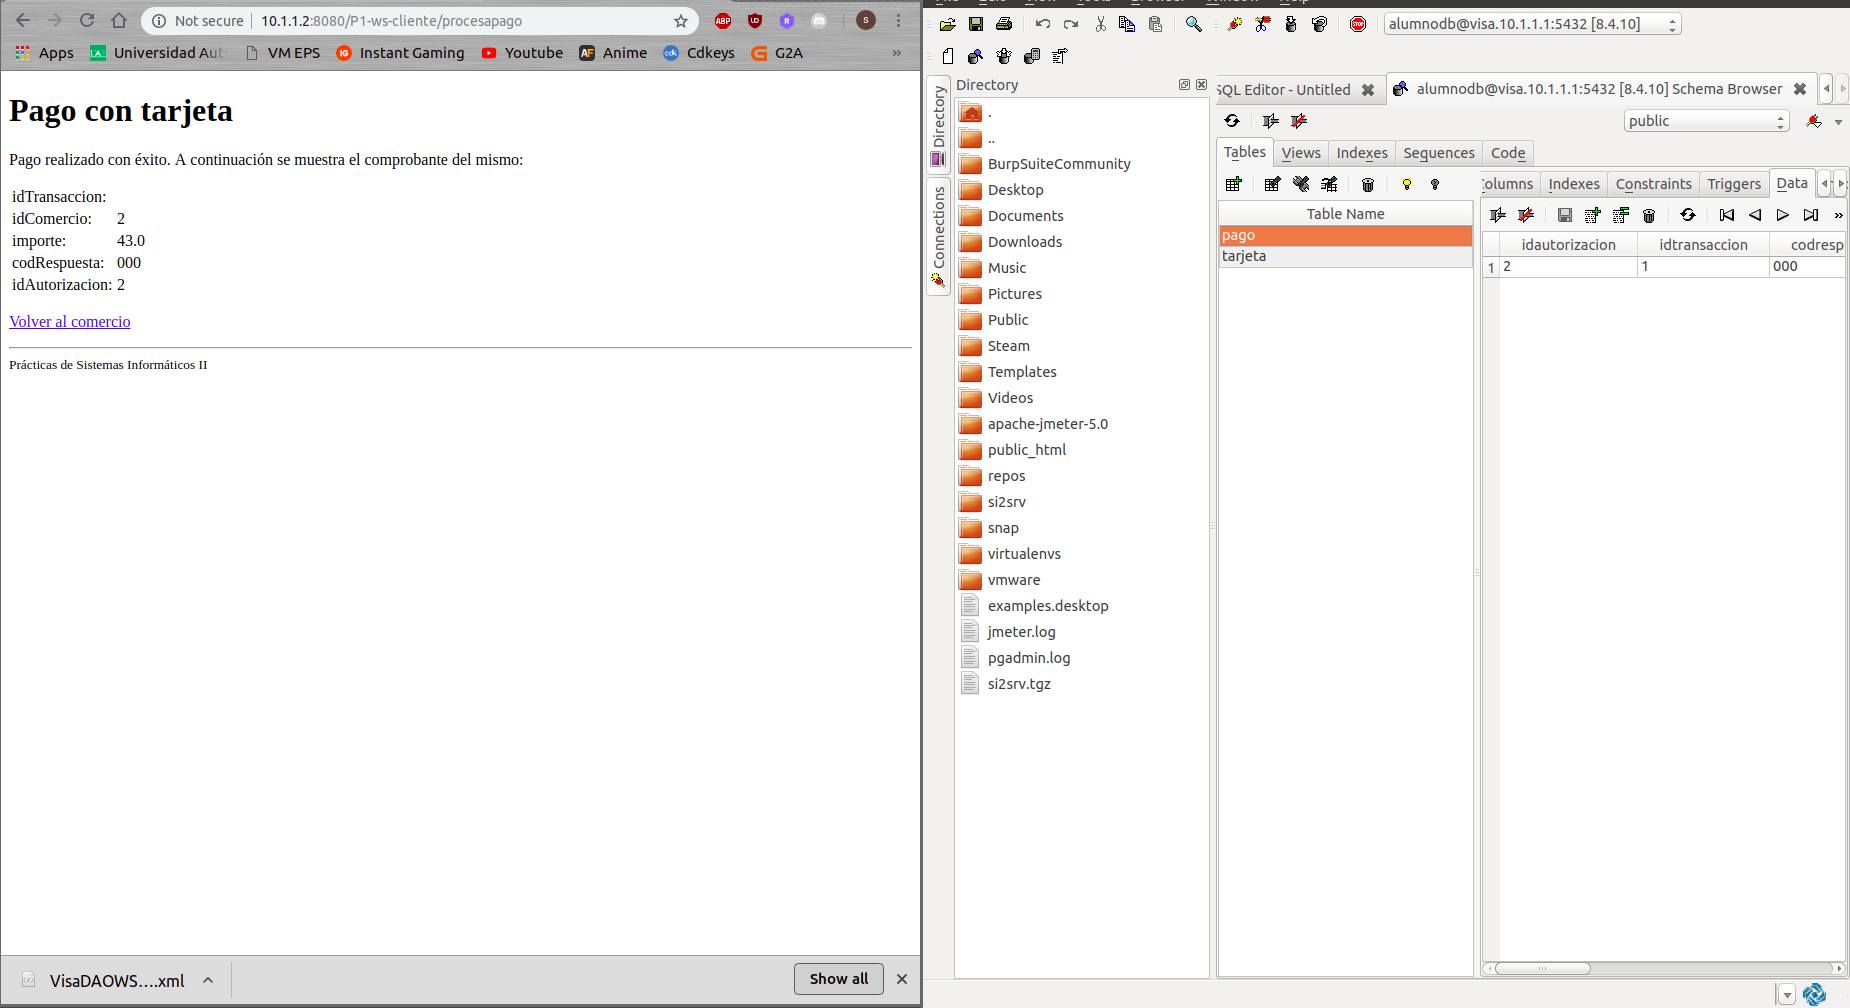 Not secure | 10.1.1.2:8080/P1-ws-cliente/procesapago
ABP
S
Apps
Universidad Aut
VM EPS
IG Instant Gaming
Youtube
AF Anime
cdk Cdkeys
G2A
»
Pago con tarjeta
Pago realizado con éxito. A continuación se muestra el comprobante del mismo:
idTransaccion:
idComercio: 2
importe: 43.0
codRespuesta: 000
idAutorizacion: 2
Volver al comercio
Prácticas de Sistemas Informáticos II
VisaDAOWS....xml
Show all
alumnodb@visa.10.1.1.1:5432 [8.4.10]
Directory
Connections
Directory
.
..
BurpSuiteCommunity
Desktop
Documents
Downloads
Music
Pictures
Public
Steam
Templates
Videos
apache-jmeter-5.0
public_html
repos
si2srv
snap
virtualenvs
vmware
examples.desktop
jmeter.log
pgadmin.log
si2srv.tgz
SQL Editor - Untitled
alumnodb@visa.10.1.1.1:5432 [8.4.10] Schema Browser
public
Tables Views Indexes Sequences Code
Table Name
pago
tarjeta
olumns Indexes Constraints Triggers Data
»
idautorizacion idtransaccion codresp
1 2 1 000